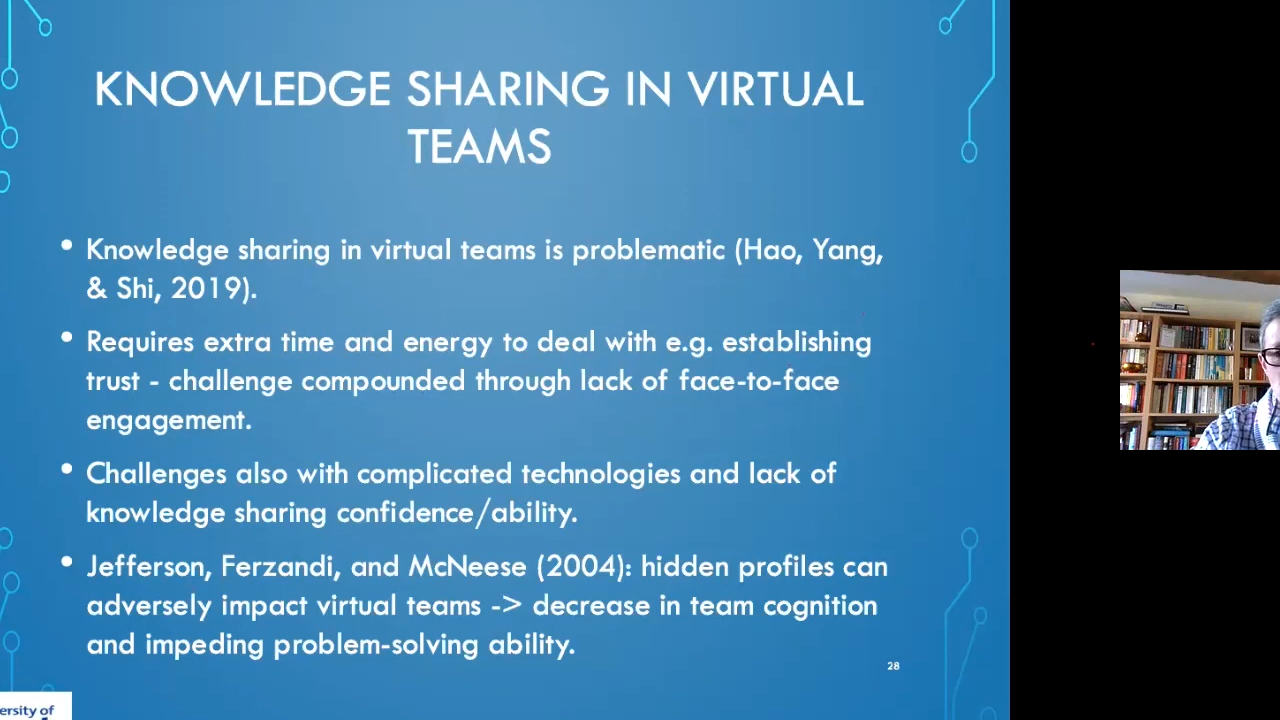 KNOWLEDGE SHARING IN VIRTUAL
TEAMS
• Knowledge sharing in virtual teams is problematic (Hao, Yang,
& Shi, 2019).
• Requires extra time and energy to deal with e.g. establishing
trust - challenge compounded through lack of face-to-face
engagement.
• Challenges also with complicated technologies and lack of
knowledge sharing confidence/ability.
• Jefferson, Ferzandi, and McNeese (2004): hidden profiles can
adversely impact virtual teams -> decrease in team cognition
and impeding problem-solving ability.
28
ersity of